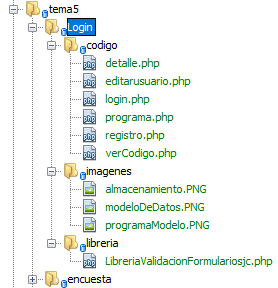 tema5
Login
codigo
detalle.php
editarusuario.php
login.php
programa.php
registro.php
verCodigo.php
imagenes
almacenamiento.PNG
modeloDeDatos.PNG
programaModelo.PNG
libreria
LibreriaValidacionFormulariosjc.php
encuesta